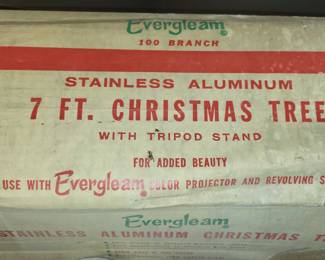 Evergleam
100 BRANCH
STAINLESS ALUMINUM
7 FT. CHRISTMAS TREE
WITH TRIPOD STAND
FOR ADDED BEAUTY
USE WITH Evergleam COLOR PROJECTOR AND REVOLVING S
Evergleam
STAINLESS ALUMINUM CHRISTMAS T